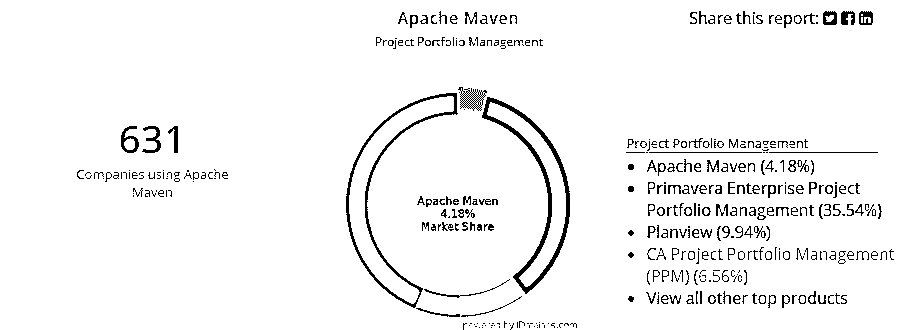 Apache Maven
Project Portfolio Management
Share this report:
631
Companies using Apache
Maven
Apache Maven
4.18%
Market Share
Project Portfolio Management
Apache Maven (4.18%)
Primavera Enterprise Project
Portfolio Management (35.54%)
Planview (9.94%)
CA Project Portfolio Management
(PPM) (6.56%)
View all other top products
powered by